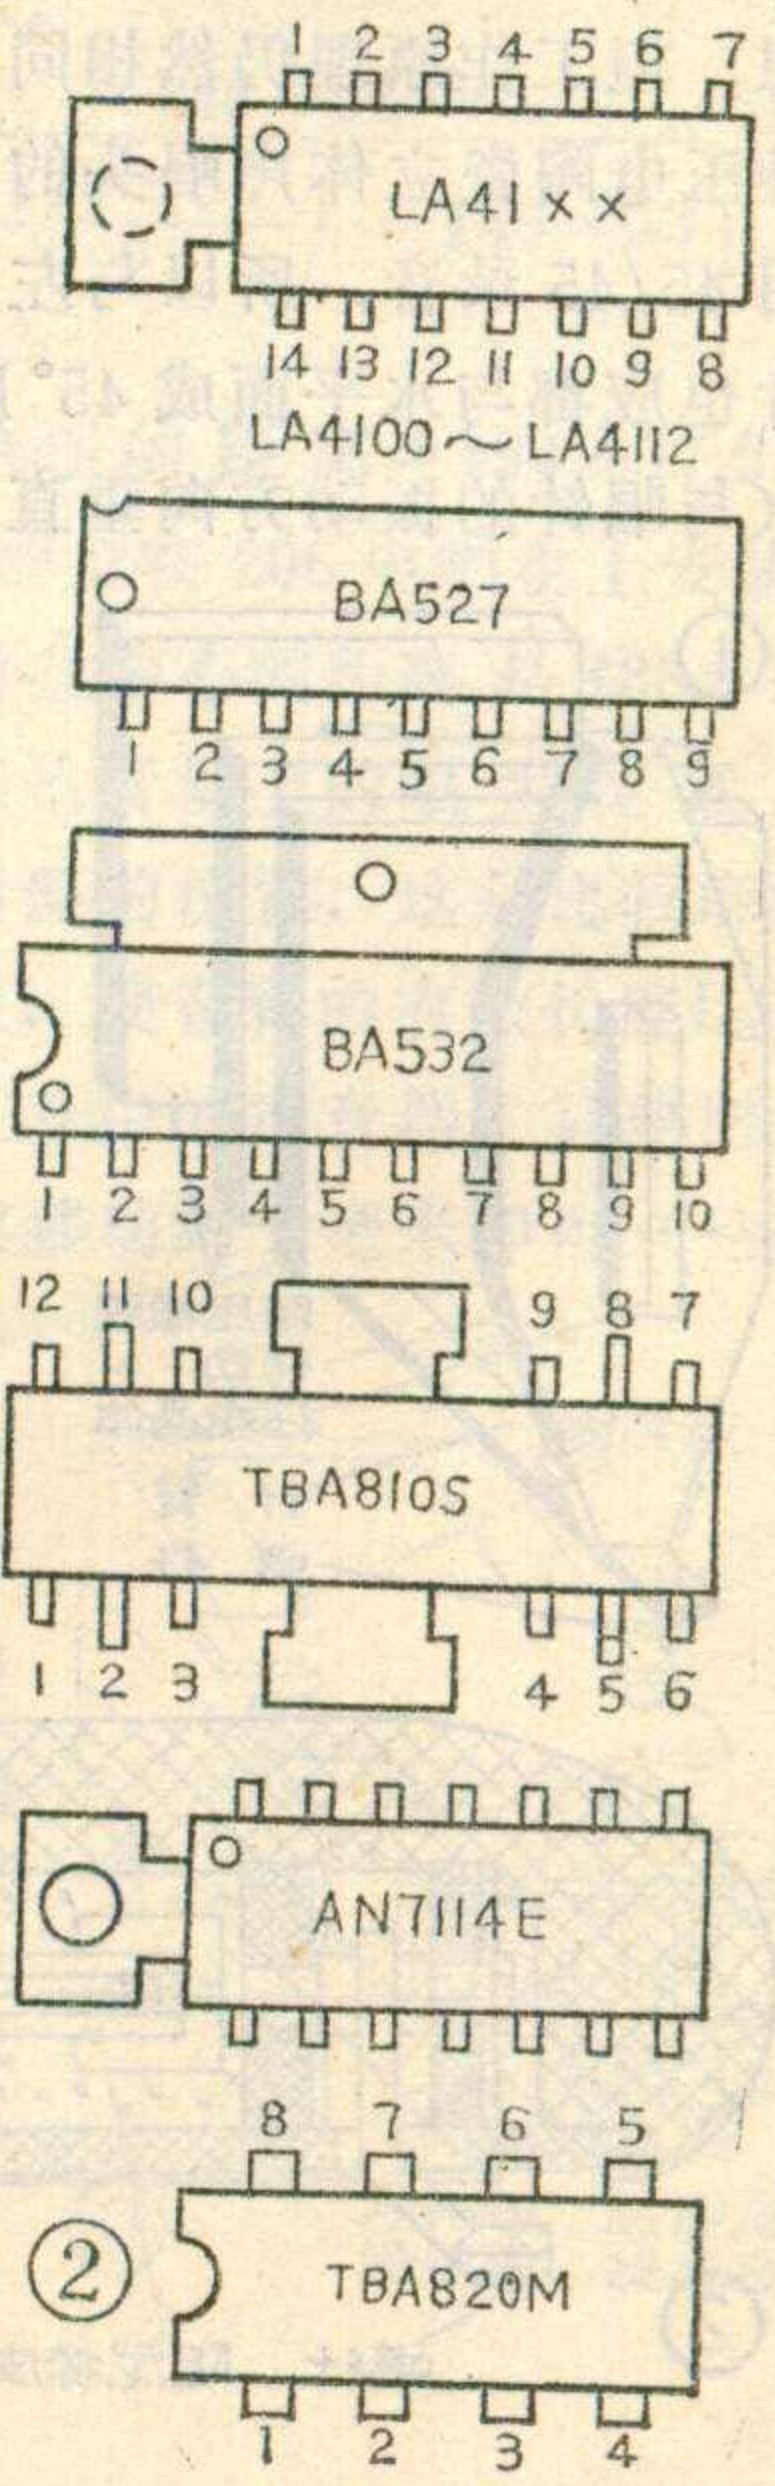 1 2 3 4 5 6 7
LA41××
14 13 12 11 10 9 8
LA4100～LA4112
BA527
1 2 3 4 5 6 7 8 9
BA532
1 2 3 4 5 6 7 8 9 10
12 11 10 9 8 7
TBA810S
1 2 3 4 5 6
AN7114E
8 7 6 5
② TBA820M
1 2 3 4